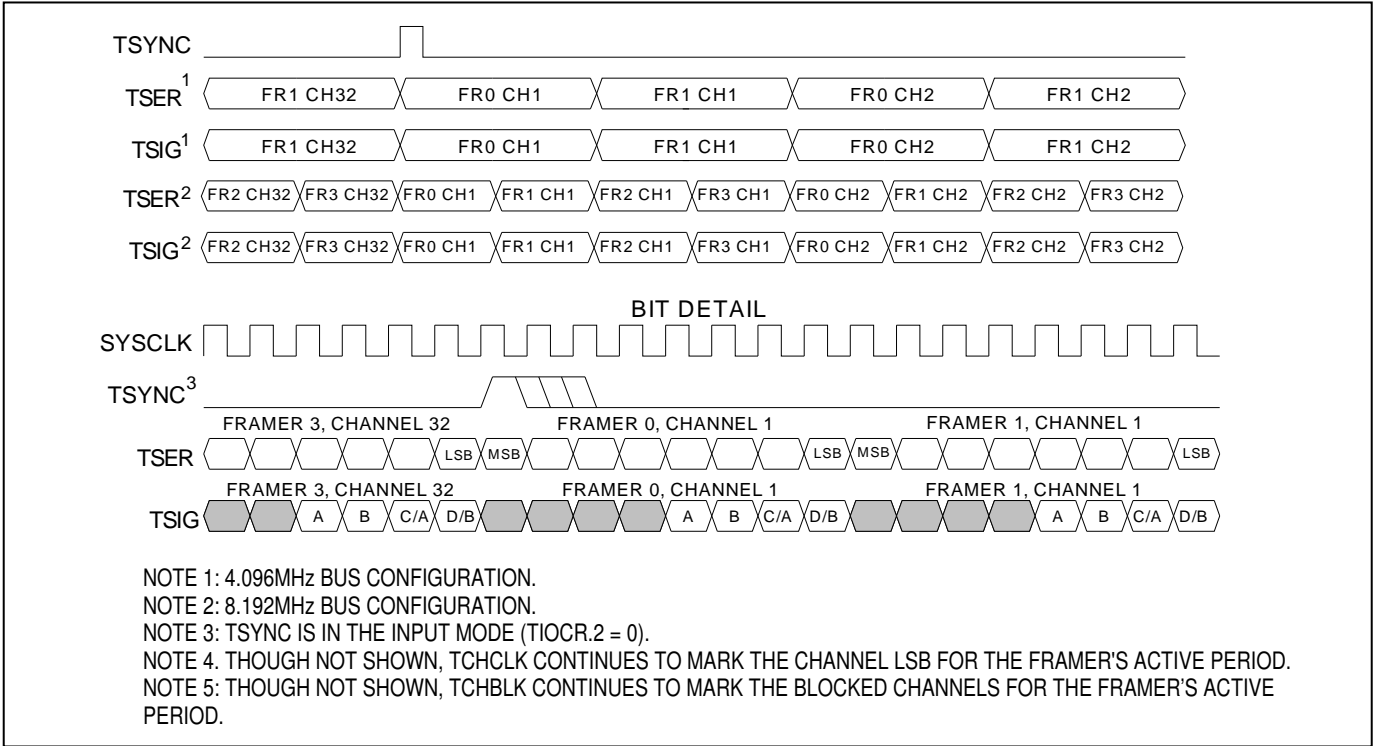 TSYNC
TSER1 FR1 CH32 FR0 CH1 FR1 CH1 FR0 CH2 FR1 CH2
TSIG1 FR1 CH32 FR0 CH1 FR1 CH1 FR0 CH2 FR1 CH2
TSER2 FR2 CH32 FR3 CH32 FR0 CH1 FR1 CH1 FR2 CH1 FR3 CH1 FR0 CH2 FR1 CH2 FR2 CH2 FR3 CH2
TSIG2 FR2 CH32 FR3 CH32 FR0 CH1 FR1 CH1 FR2 CH1 FR3 CH1 FR0 CH2 FR1 CH2 FR2 CH2 FR3 CH2
BIT DETAIL
SYSCLK
TSYNC3
FRAMER 3, CHANNEL 32 FRAMER 0, CHANNEL 1 FRAMER 1, CHANNEL 1
TSER LSB MSB LSB MSB LSB
FRAMER 3, CHANNEL 32 FRAMER 0, CHANNEL 1 FRAMER 1, CHANNEL 1
TSIG A B C/A D/B A B C/A D/B A B C/A D/B
NOTE 1: 4.096MHz BUS CONFIGURATION.
NOTE 2: 8.192MHz BUS CONFIGURATION.
NOTE 3: TSYNC IS IN THE INPUT MODE (TIOCR.2 = 0).
NOTE 4. THOUGH NOT SHOWN, TCHCLK CONTINUES TO MARK THE CHANNEL LSB FOR THE FRAMER'S ACTIVE PERIOD.
NOTE 5: THOUGH NOT SHOWN, TCHBLK CONTINUES TO MARK THE BLOCKED CHANNELS FOR THE FRAMER'S ACTIVE
PERIOD.